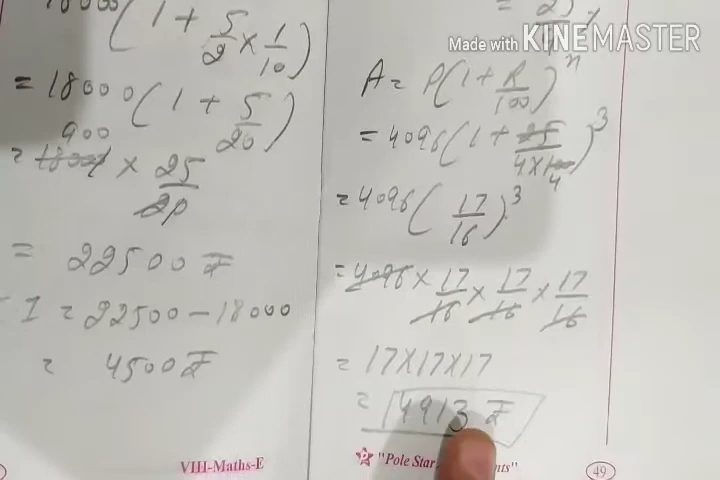 18000 (1 + 5/2 × 1/10)
= 18000 (1 + 5/20)
900
= 18000 × 25/20
= 22500 ₹
I = 22500 - 18000
= 4500 ₹
VIII-Maths-E
Made with KINEMASTER
A = P(1 + R/100)^n
= 4096 (1 + 25/4×100)^3
4
= 4096 (17/16)^3
= 4096 × 17/16 × 17/16 × 17/16
= 17×17×17
= 4913 ₹
"Pole Star
49